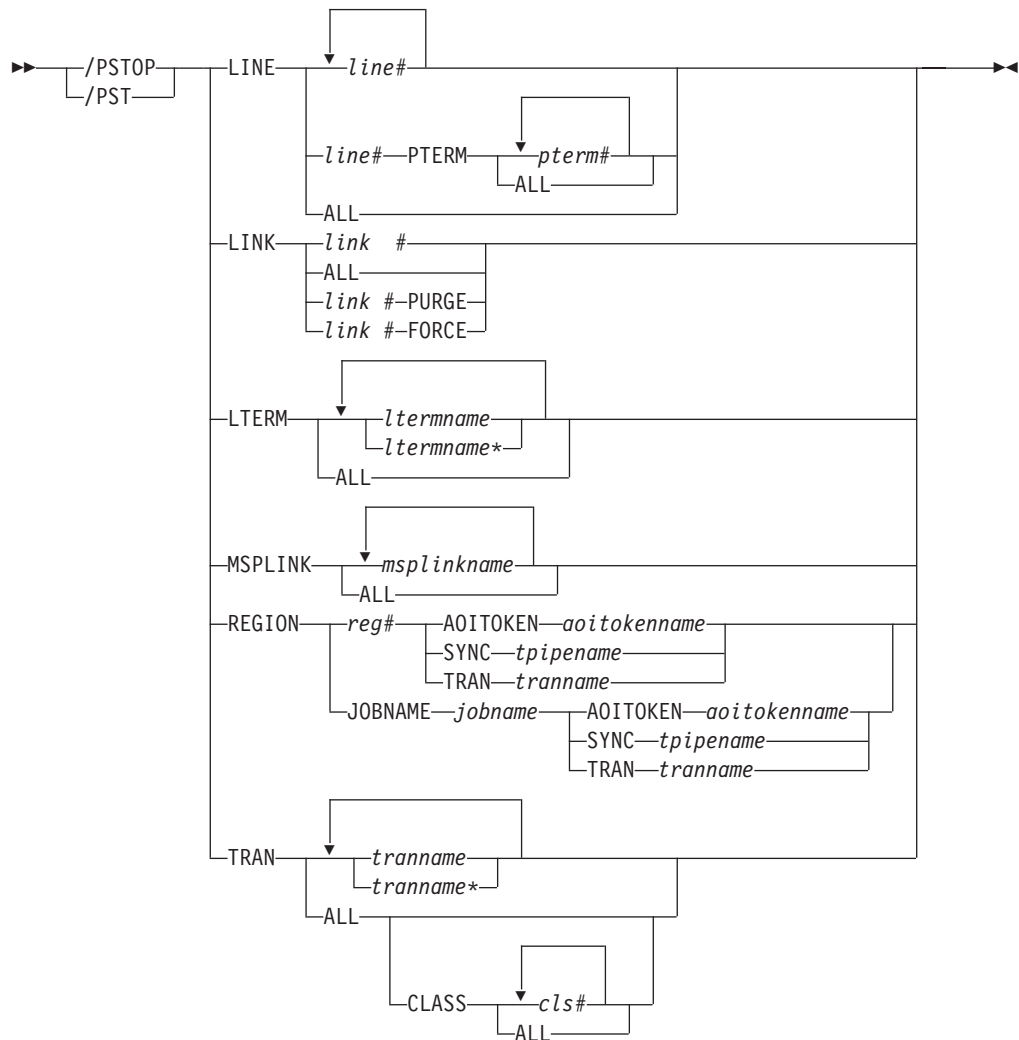 /PSTOP LINE line#
/PST
line# PTERM pterm#
ALL
ALL
LINK link #
ALL
link # PURGE
link # FORCE
LTERM ltermname
ltermname*
ALL
MSPLINK msplinkname
ALL
REGION reg# AOITOKEN aoitokenname
SYNC tpipename
TRAN tranname
JOBNAME jobname AOITOKEN aoitokenname
SYNC tpipename
TRAN tranname
TRAN tranname
tranname*
ALL
CLASS cls#
ALL